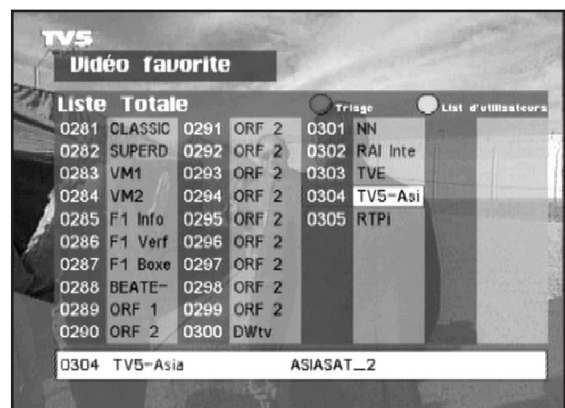 TV5
Vidéo favorite
Liste Totale Triage List d'utilisateurs
0281 CLASSIC 0291 ORF 2 0301 NN
0282 SUPERD 0292 ORF 2 0302 RAI Inte
0283 VM1 0293 ORF 2 0303 TVE
0284 VM2 0294 ORF 2 0304 TV5-Asi
0285 F1 Info 0295 ORF 2 0305 RTPi
0286 F1 Verf 0296 ORF 2
0287 F1 Boxe 0297 ORF 2
0288 BEATE- 0298 ORF 2
0289 ORF 1 0299 ORF 2
0290 ORF 2 0300 DWtv
0304 TV5-Asia ASIASAT_2